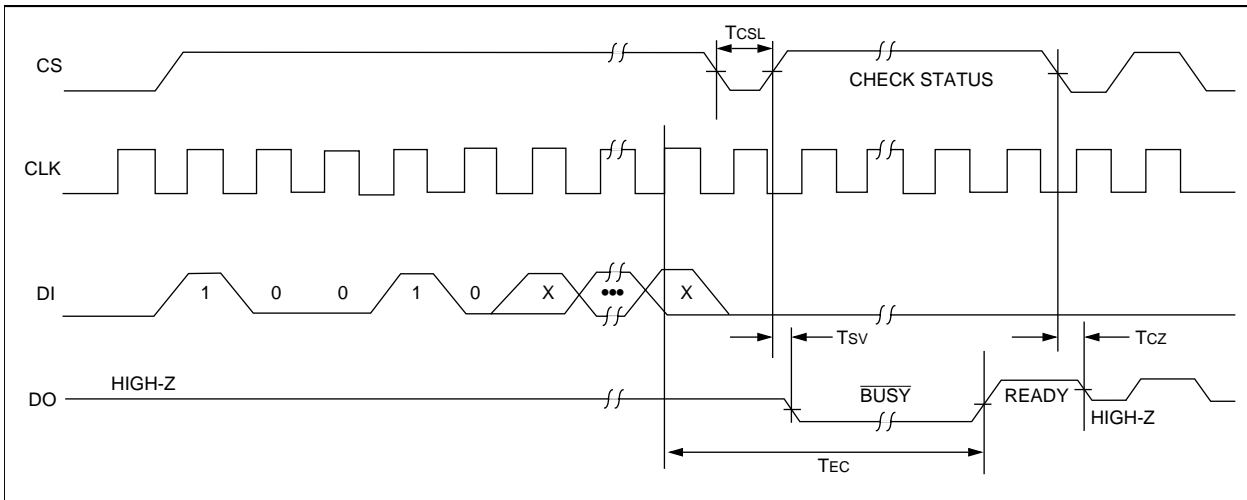 TCSL
CS
CHECK STATUS
CLK
DI 1 0 0 1 0 X ••• X
TSV
TCZ
HIGH-Z
DO
BUSY
READY
HIGH-Z
TEC